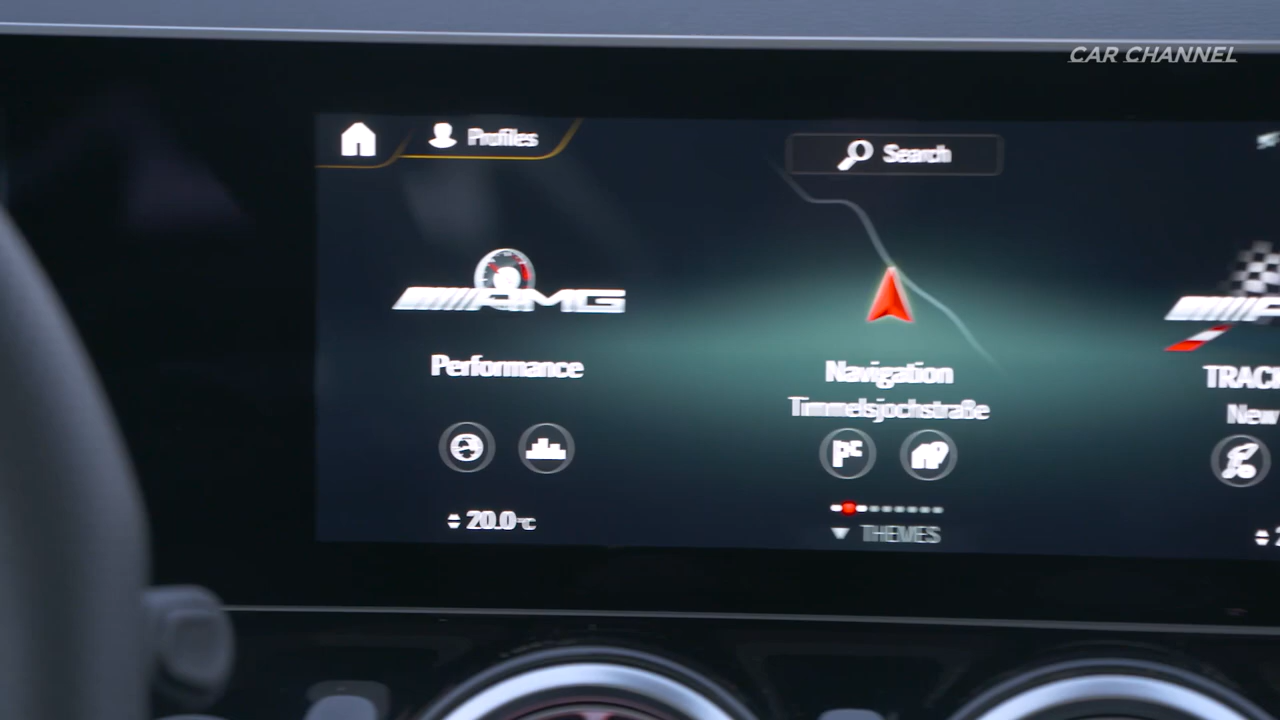 CAR CHANNEL
Profiles
Search
AMG
Performance
Navigation
Timmelsjochstraße
TRACK
New
20.0°C
THEMES